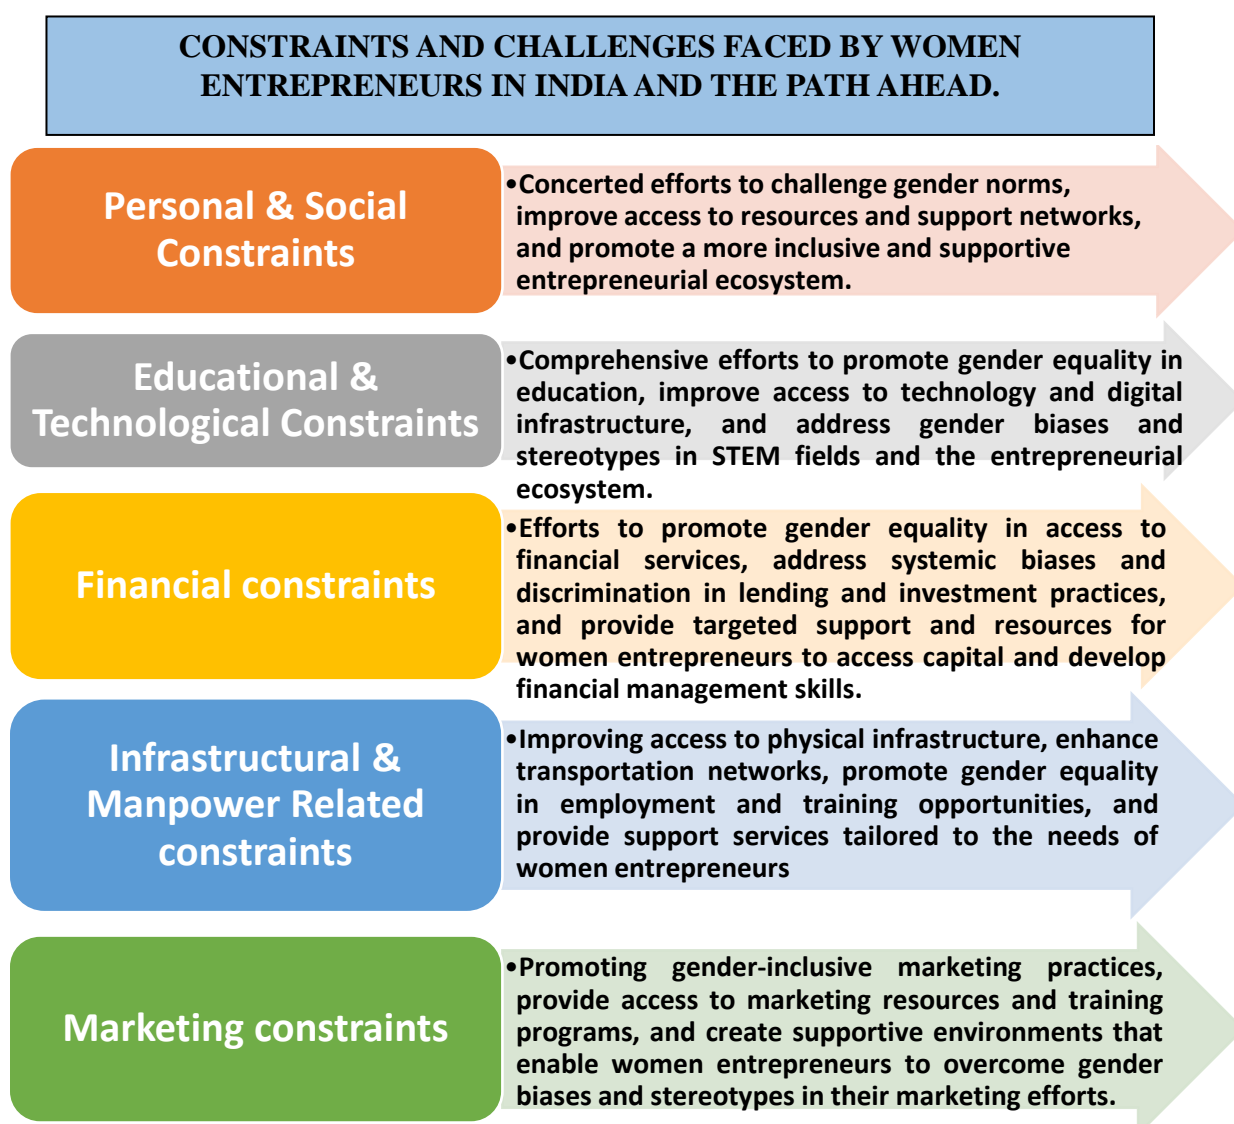 CONSTRAINTS AND CHALLENGES FACED BY WOMEN
ENTREPRENEURS IN INDIA AND THE PATH AHEAD.
Personal & Social
Constraints
•Concerted efforts to challenge gender norms,
improve access to resources and support networks,
and promote a more inclusive and supportive
entrepreneurial ecosystem.
Educational &
Technological Constraints
•Comprehensive efforts to promote gender equality in
education, improve access to technology and digital
infrastructure, and address gender biases and
stereotypes in STEM fields and the entrepreneurial
ecosystem.
Financial constraints
•Efforts to promote gender equality in access to
financial services, address systemic biases and
discrimination in lending and investment practices,
and provide targeted support and resources for
women entrepreneurs to access capital and develop
financial management skills.
Infrastructural &
Manpower Related
constraints
•Improving access to physical infrastructure, enhance
transportation networks, promote gender equality
in employment and training opportunities, and
provide support services tailored to the needs of
women entrepreneurs
Marketing constraints
•Promoting gender-inclusive marketing practices,
provide access to marketing resources and training
programs, and create supportive environments that
enable women entrepreneurs to overcome gender
biases and stereotypes in their marketing efforts.